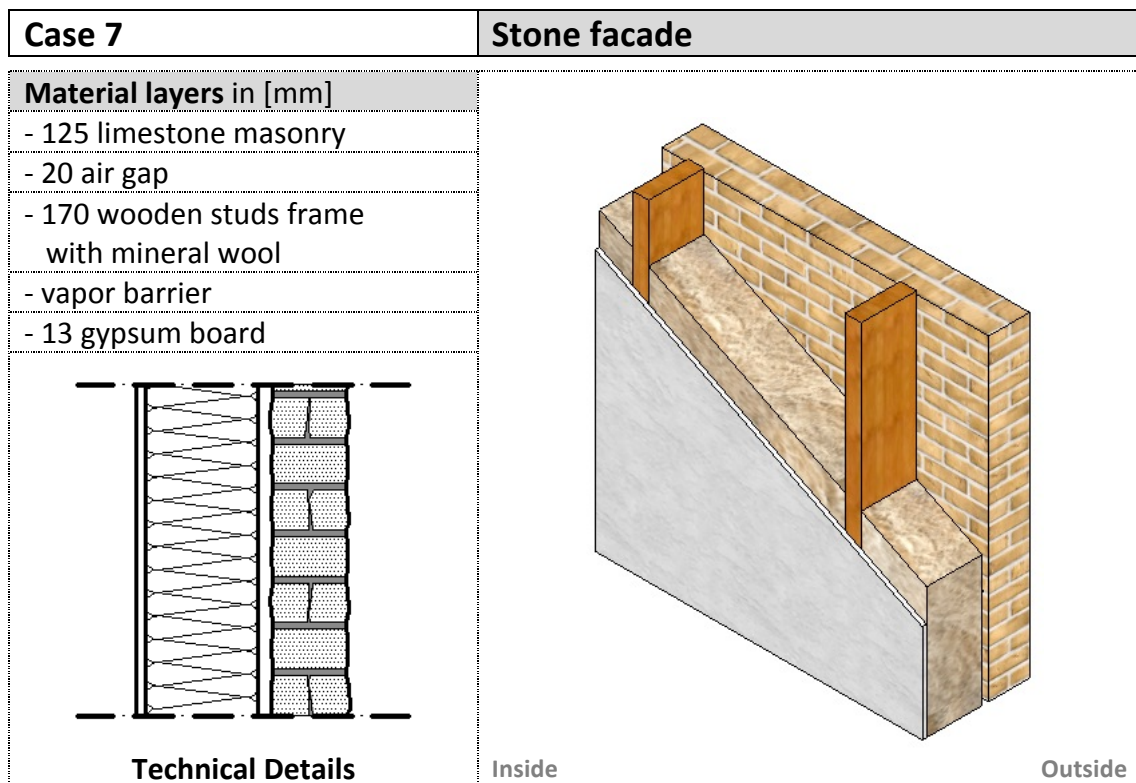 Case 7
Stone facade
Material layers in [mm]
- 125 limestone masonry
- 20 air gap
- 170 wooden studs frame
with mineral wool
- vapor barrier
- 13 gypsum board
Technical Details
Inside
Outside